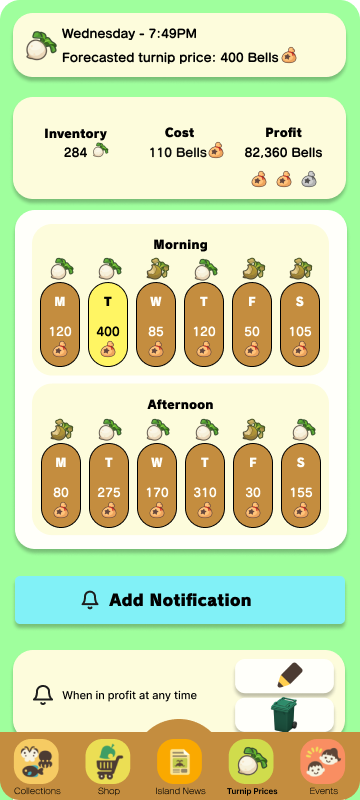 Wednesday - 7:49PM
Forecasted turnip price: 400 Bells
Inventory
284
Cost
110 Bells
Profit
82,360 Bells
Morning
M T W T F S
120 400 85 120 50 105
Afternoon
M T W T F S
80 275 170 310 30 155
Add Notification
When in profit at any time
Collections Shop Island News Turnip Prices Events